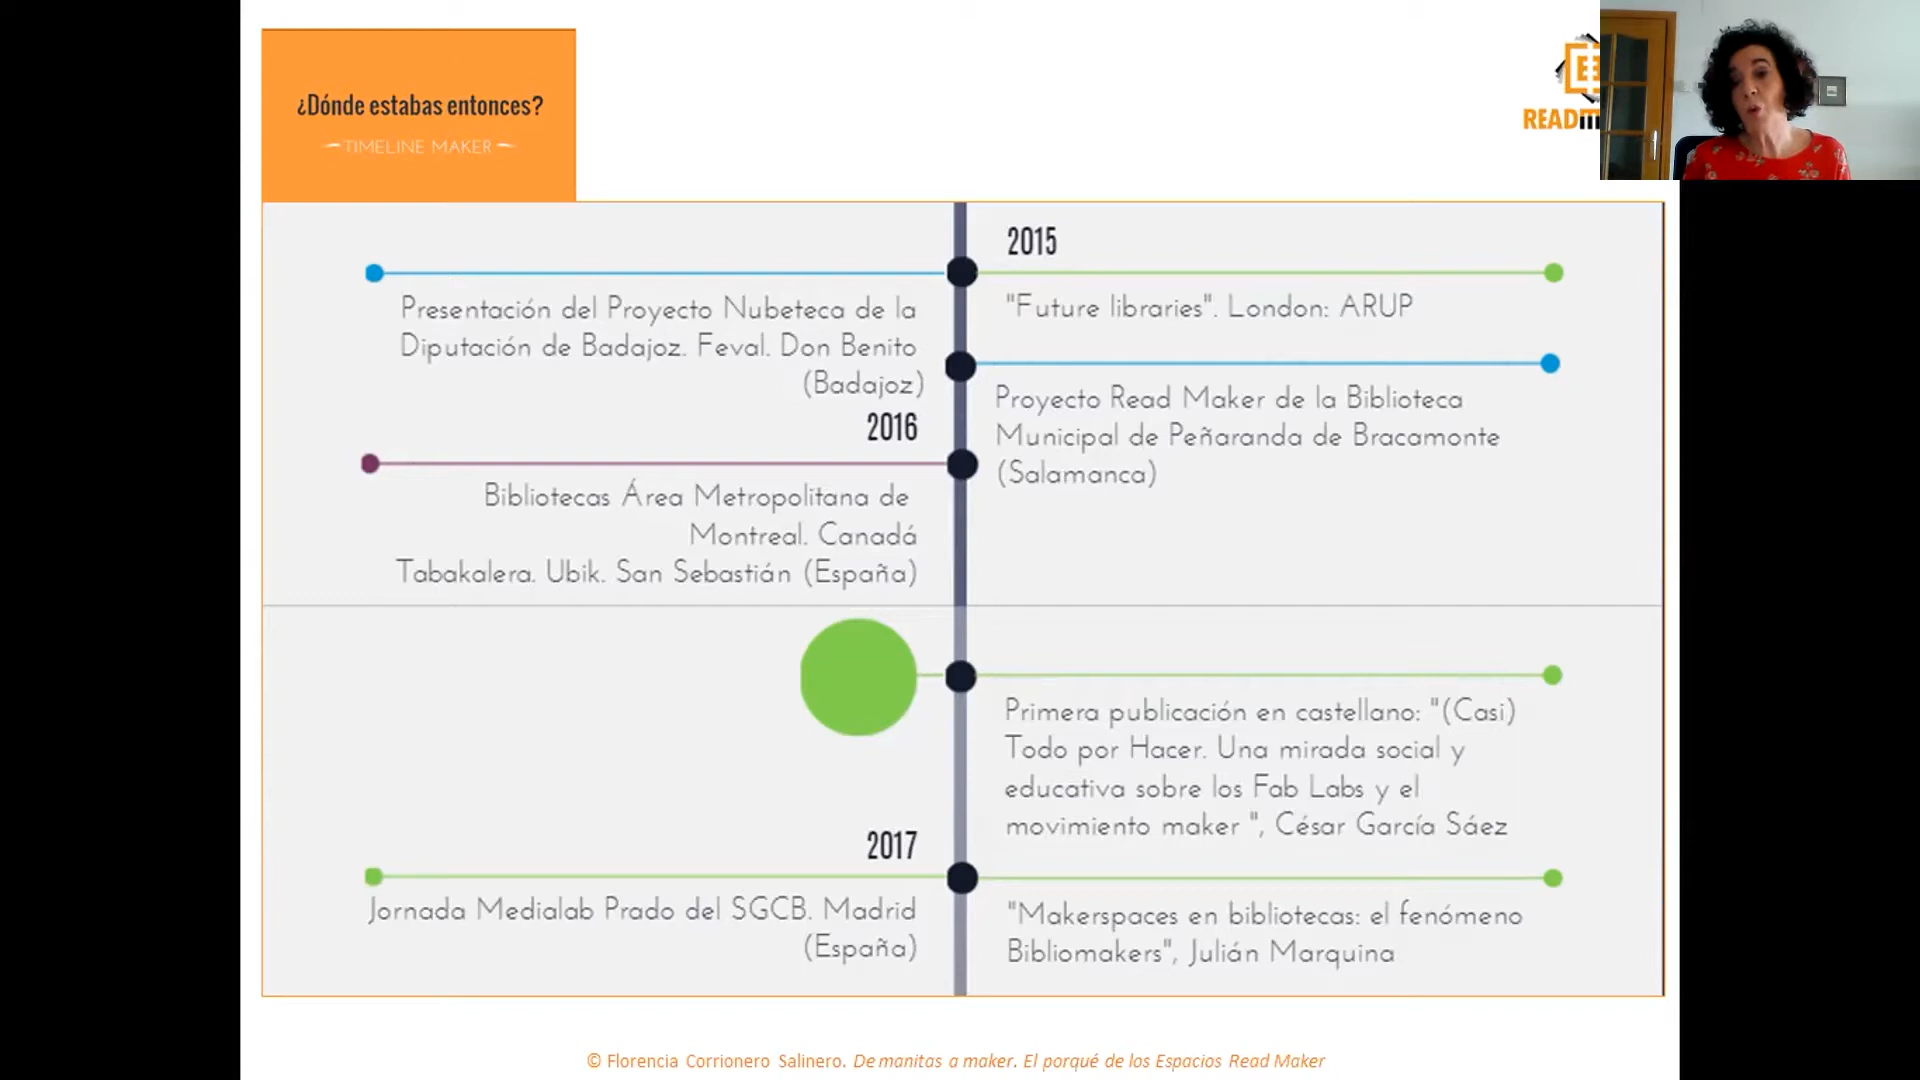 ¿Dónde estabas entonces?
TIMELINE MAKER
READm
2015
Presentación del Proyecto Nubeteca de la
Diputación de Badajoz. Feval. Don Benito
(Badajoz)
"Future libraries". London: ARUP
Proyecto Read Maker de la Biblioteca
Municipal de Peñaranda de Bracamonte
(Salamanca)
2016
Bibliotecas Área Metropolitana de
Montreal. Canadá
Tabakalera. Ubik. San Sebastián (España)
Primera publicación en castellano: "(Casi)
Todo por Hacer. Una mirada social y
educativa sobre los Fab Labs y el
movimiento maker ", César García Sáez
2017
Jornada Medialab Prado del SGCB. Madrid
(España)
"Makerspaces en bibliotecas: el fenómeno
Bibliomakers", Julián Marquina
© Florencia Corrionero Salinero. De manitas a maker. El porqué de los Espacios Read Maker